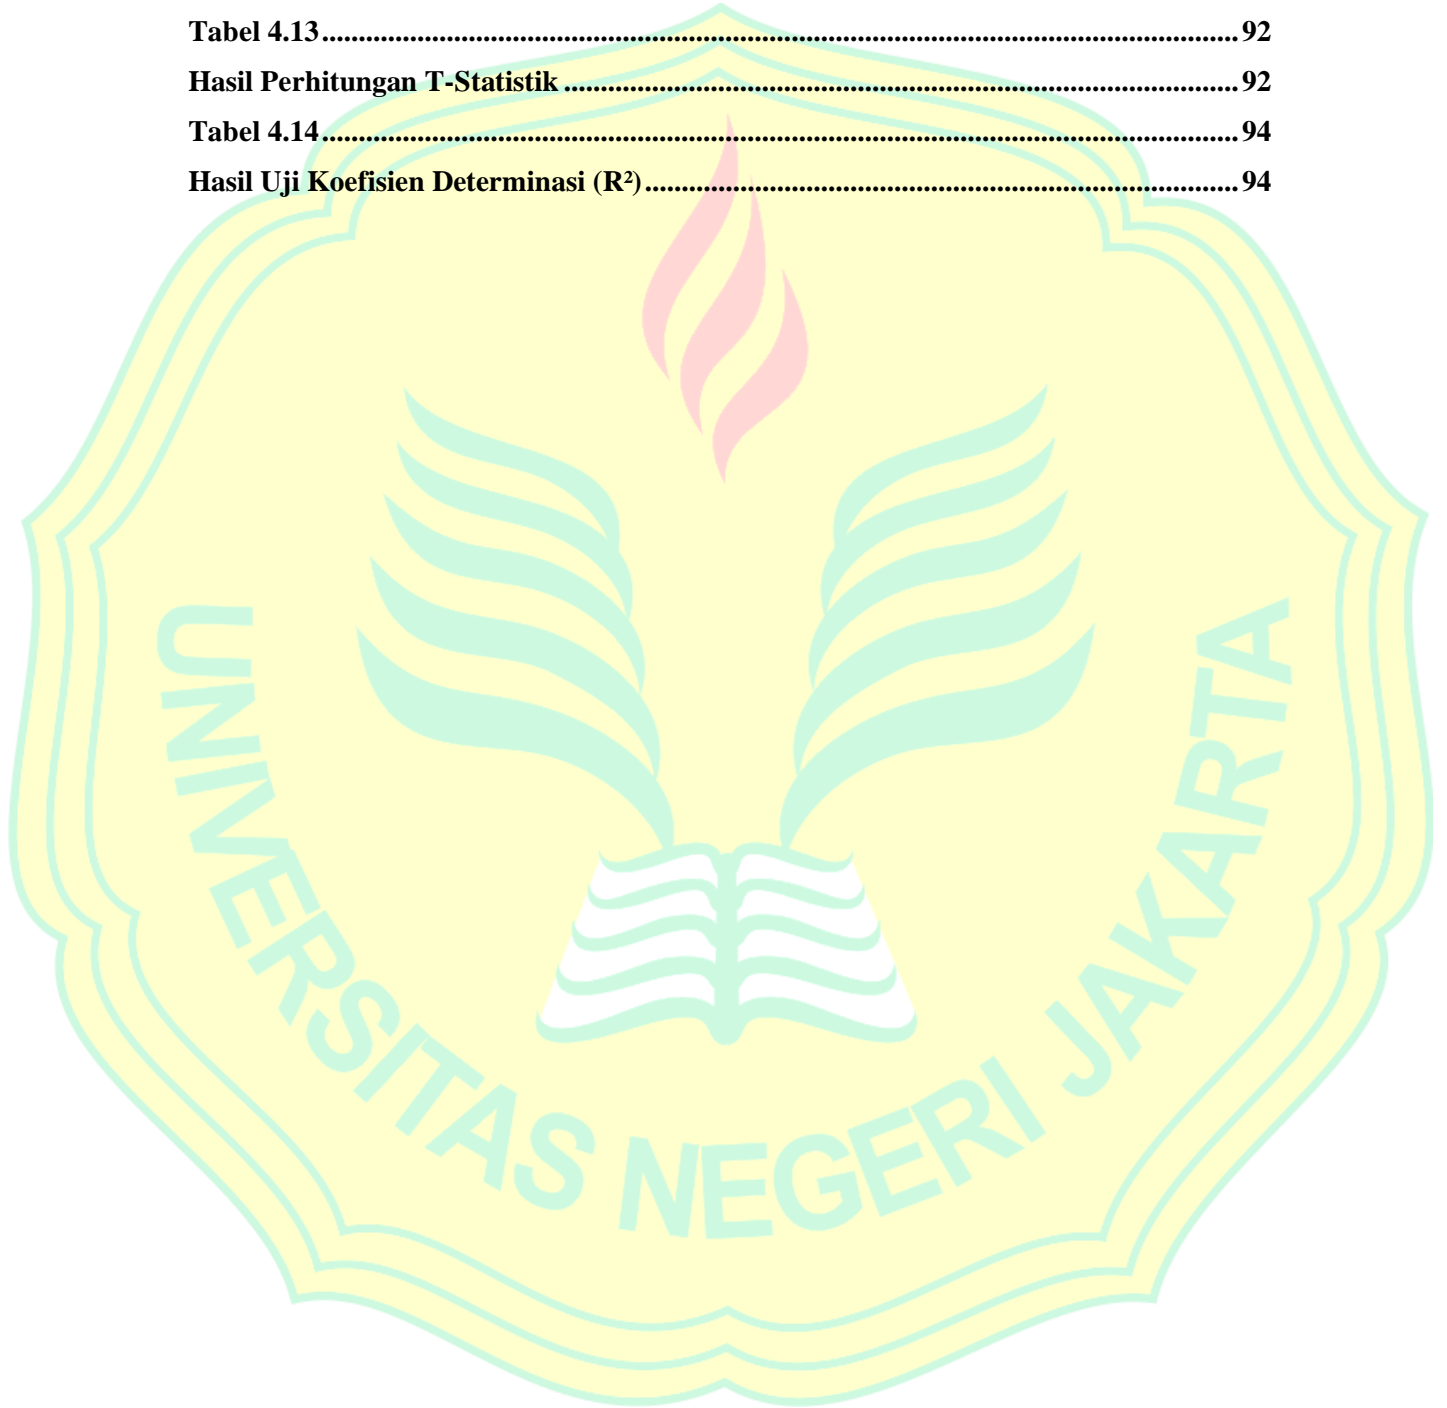 Tabel 4.13.............................................................................................................................92
Hasil Perhitungan T-Statistik............................................................................................92
Tabel 4.14.............................................................................................................................94
Hasil Uji Koefisien Determinasi (R²).................................................................................94
UNIVERSITAS NEGERI JAKARTA